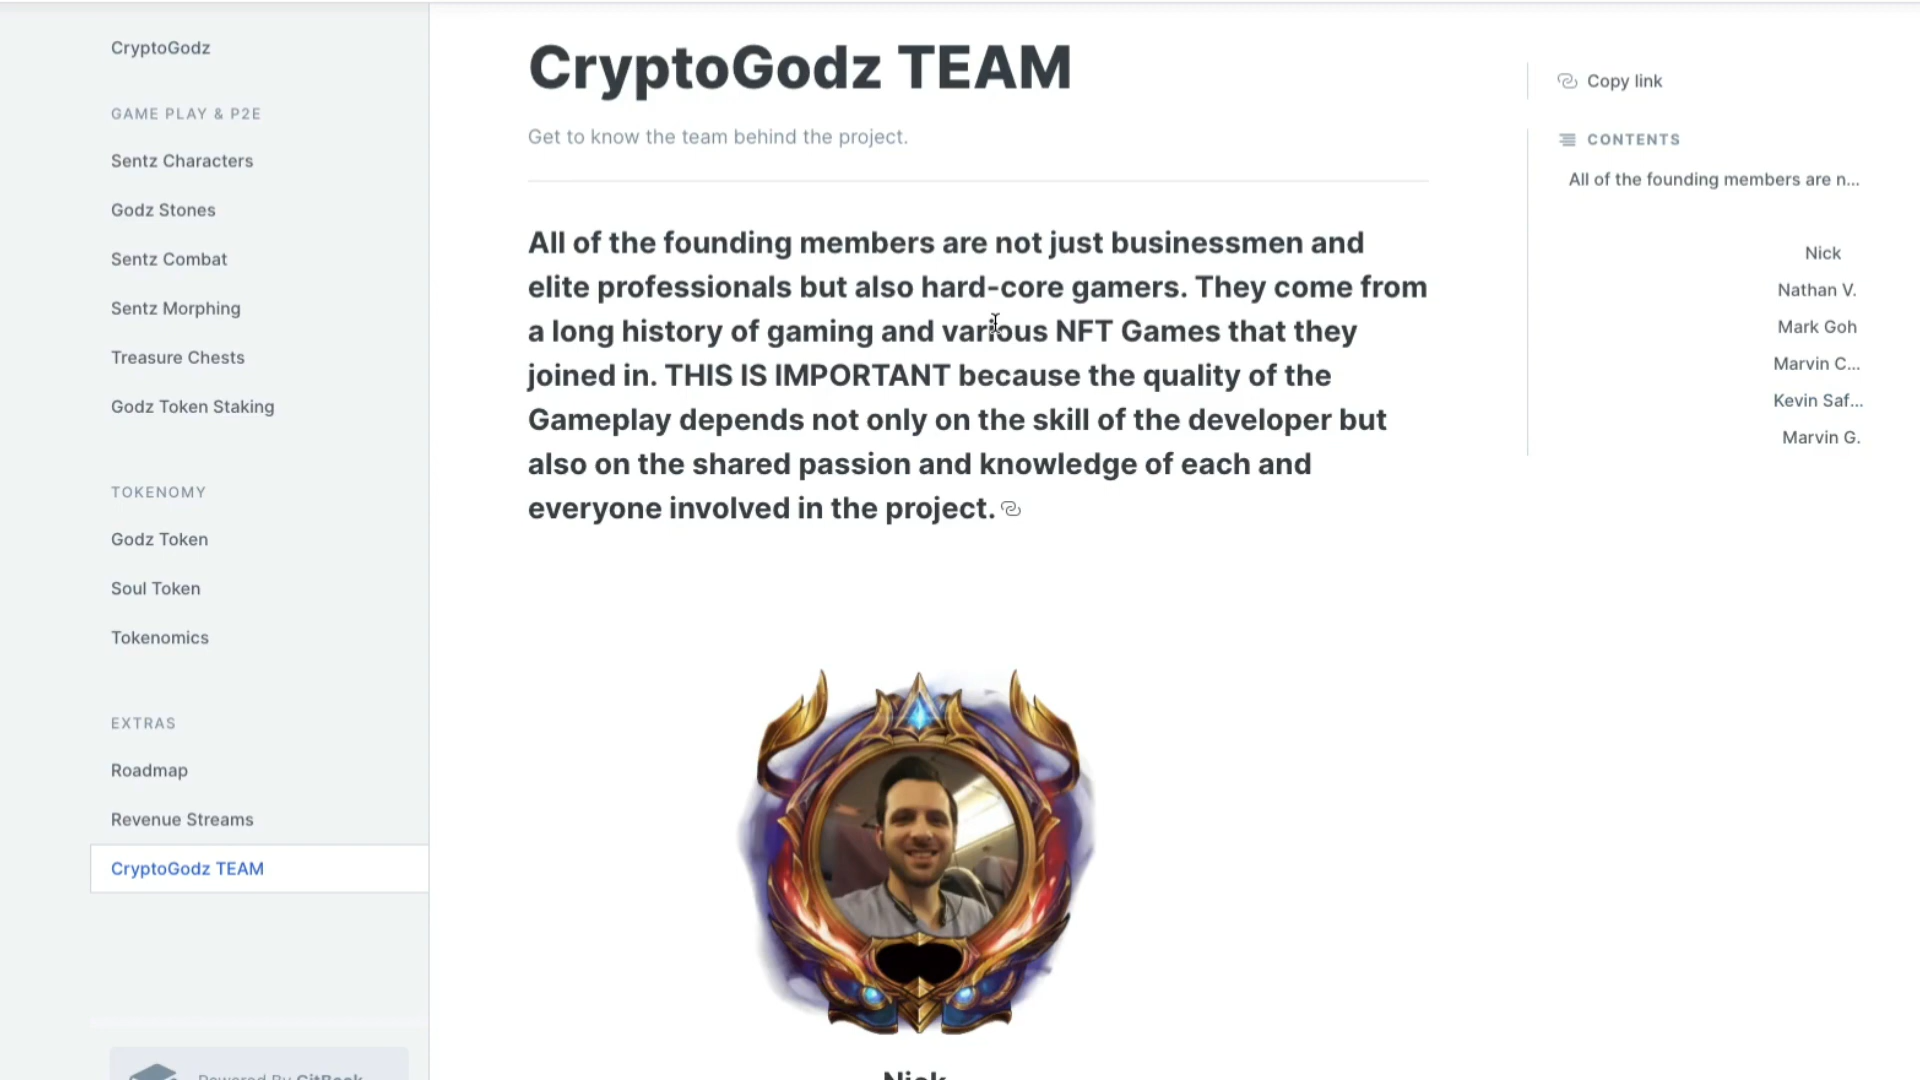 CryptoGodz
GAME PLAY & P2E
Sentz Characters
Godz Stones
Sentz Combat
Sentz Morphing
Treasure Chests
Godz Token Staking
TOKENOMY
Godz Token
Soul Token
Tokenomics
EXTRAS
Roadmap
Revenue Streams
CryptoGodz TEAM
Powered By GitBook
CryptoGodz TEAM
Get to know the team behind the project.
All of the founding members are not just businessmen and
elite professionals but also hard-core gamers. They come from
a long history of gaming and various NFT Games that they
joined in. THIS IS IMPORTANT because the quality of the
Gameplay depends not only on the skill of the developer but
also on the shared passion and knowledge of each and
everyone involved in the project.
Nick
Copy link
CONTENTS
All of the founding members are n...
Nick
Nathan V.
Mark Goh
Marvin C...
Kevin Saf...
Marvin G.